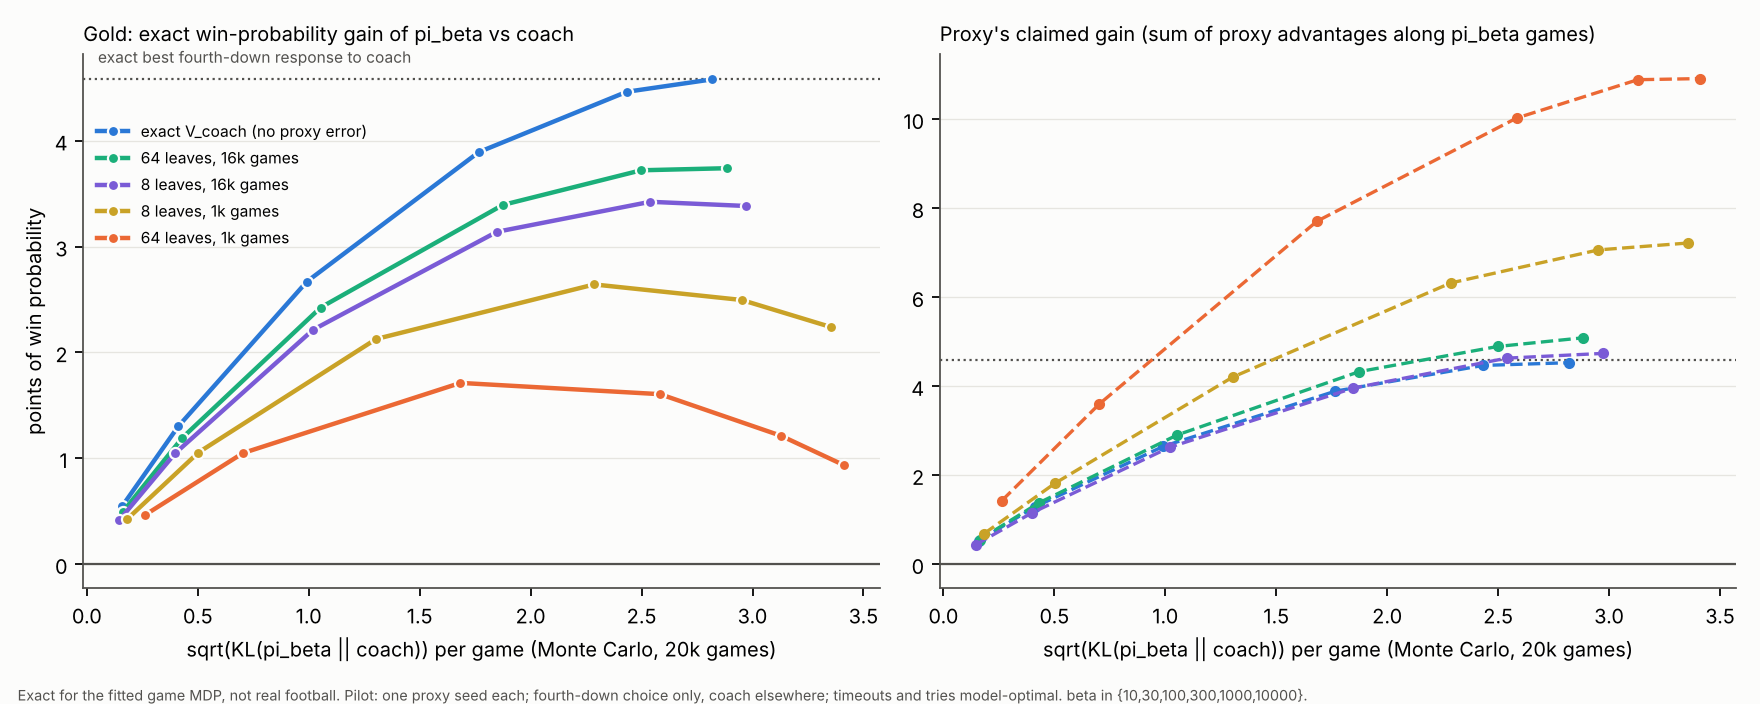 Gold: exact win-probability gain of pi_beta vs coach
exact best fourth-down response to coach
exact V_coach (no proxy error)
64 leaves, 16k games
8 leaves, 16k games
8 leaves, 1k games
64 leaves, 1k games
points of win probability
4
3
2
1
0
0.0 0.5 1.0 1.5 2.0 2.5 3.0 3.5
sqrt(KL(pi_beta || coach)) per game (Monte Carlo, 20k games)
Proxy's claimed gain (sum of proxy advantages along pi_beta games)
10
8
6
4
2
0
0.0 0.5 1.0 1.5 2.0 2.5 3.0 3.5
sqrt(KL(pi_beta || coach)) per game (Monte Carlo, 20k games)
Exact for the fitted game MDP, not real football. Pilot: one proxy seed each; fourth-down choice only, coach elsewhere; timeouts and tries model-optimal. beta in {10,30,100,300,1000,10000}.